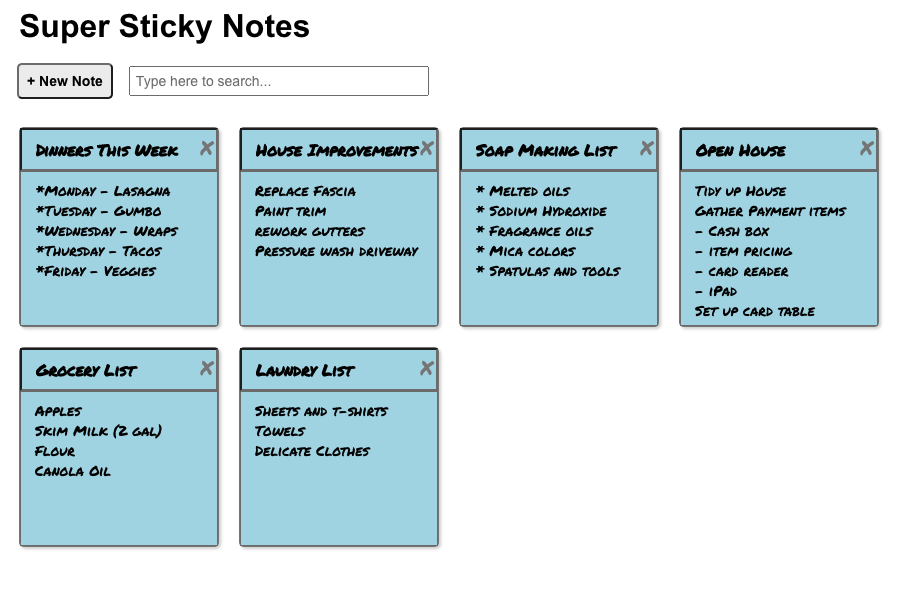 Super Sticky Notes
+ New Note
Type here to search...
Dinners This Week
*Monday - Lasagna
*Tuesday - Gumbo
*Wednesday - Wraps
*Thursday - Tacos
*Friday - Veggies
House Improvements
Replace Fascia
Paint trim
rework gutters
Pressure wash driveway
Soap Making List
* Melted oils
* Sodium Hydroxide
* Fragrance oils
* Mica colors
* Spatulas and tools
Open House
Tidy up House
Gather Payment items
- Cash box
- item pricing
- card reader
- iPad
Set up card table
Grocery List
Apples
Skim Milk (2 gal)
Flour
Canola Oil
Laundry List
Sheets and t-shirts
Towels
Delicate Clothes